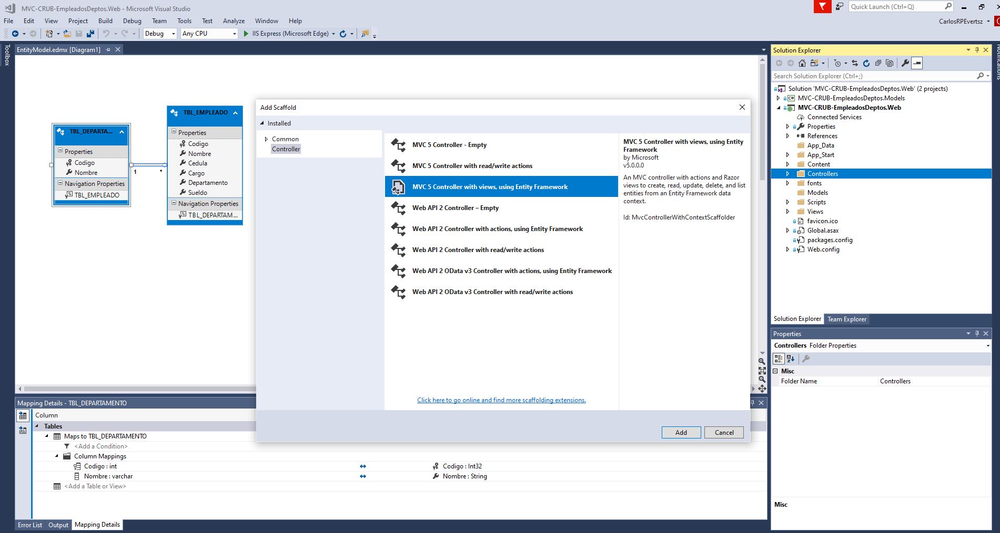 MVC-CRUB-EmpleadosDeptos.Web - Microsoft Visual Studio
Quick Launch (Ctrl+Q)
File Edit View Project Build Debug Team Tools Test Analyze Window Help
CarlosRPEvertsz
Debug Any CPU IIS Express (Microsoft Edge)
Toolbox
EntityModel.edmx [Diagram1]
TBL_DEPARTA...
Properties
Codigo
Nombre
Navigation Properties
TBL_EMPLEADO
1
*
TBL_EMPLEADO
Properties
Codigo
Nombre
Cedula
Cargo
Departamento
Sueldo
Navigation Properties
TBL_DEPARTAM...
Add Scaffold
Installed
Common
Controller
MVC 5 Controller - Empty
MVC 5 Controller with read/write actions
MVC 5 Controller with views, using Entity Framework
Web API 2 Controller – Empty
Web API 2 Controller with actions, using Entity Framework
Web API 2 Controller with read/write actions
Web API 2 OData v3 Controller with actions, using Entity Framework
Web API 2 OData v3 Controller with read/write actions
Click here to go online and find more scaffolding extensions.
MVC 5 Controller with views, using Entity
Framework
by Microsoft
v5.0.0.0
An MVC controller with actions and Razor
views to create, read, update, delete, and list
entities from an Entity Framework data
context.
Id: MvcControllerWithContextScaffolder
Add Cancel
Solution Explorer
Search Solution Explorer (Ctrl+;)
Solution 'MVC-CRUB-EmpleadosDeptos.Web' (2 projects)
MVC-CRUB-EmpleadosDeptos.Models
MVC-CRUB-EmpleadosDeptos.Web
Connected Services
Properties
References
App_Data
App_Start
Content
Controllers
fonts
Models
Scripts
Views
favicon.ico
Global.asax
packages.config
Web.config
Solution Explorer Team Explorer
Notifications
Properties
Controllers Folder Properties
Misc
Folder Name Controllers
Misc
Mapping Details - TBL_DEPARTAMENTO
Column
Tables
Maps to TBL_DEPARTAMENTO
<Add a Condition>
Column Mappings
Codigo : int Codigo : Int32
Nombre : varchar Nombre : String
<Add a Table or View>
Error List Output Mapping Details